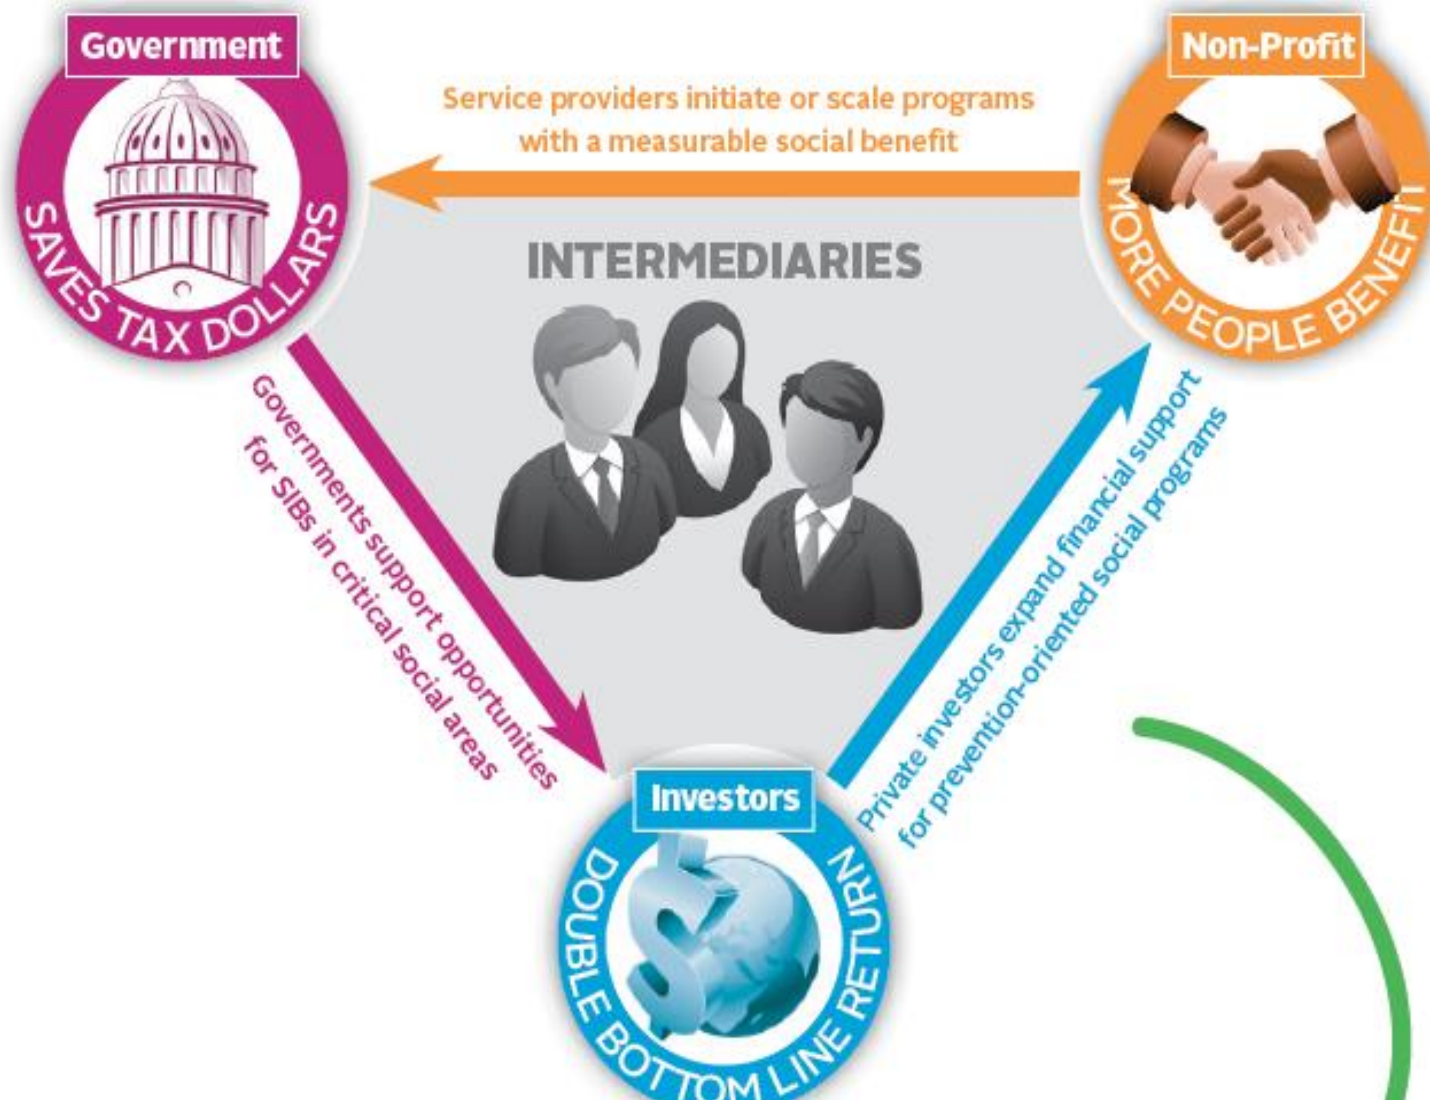 Government
SAVES TAX DOLLARS
Service providers initiate or scale programs
with a measurable social benefit
Non-Profit
MORE PEOPLE BENEFIT
INTERMEDIARIES
Governments support opportunities
for SIBs in critical social areas
Private investors expand financial support
for prevention-oriented social programs
Investors
DOUBLE BOTTOM LINE RETURN